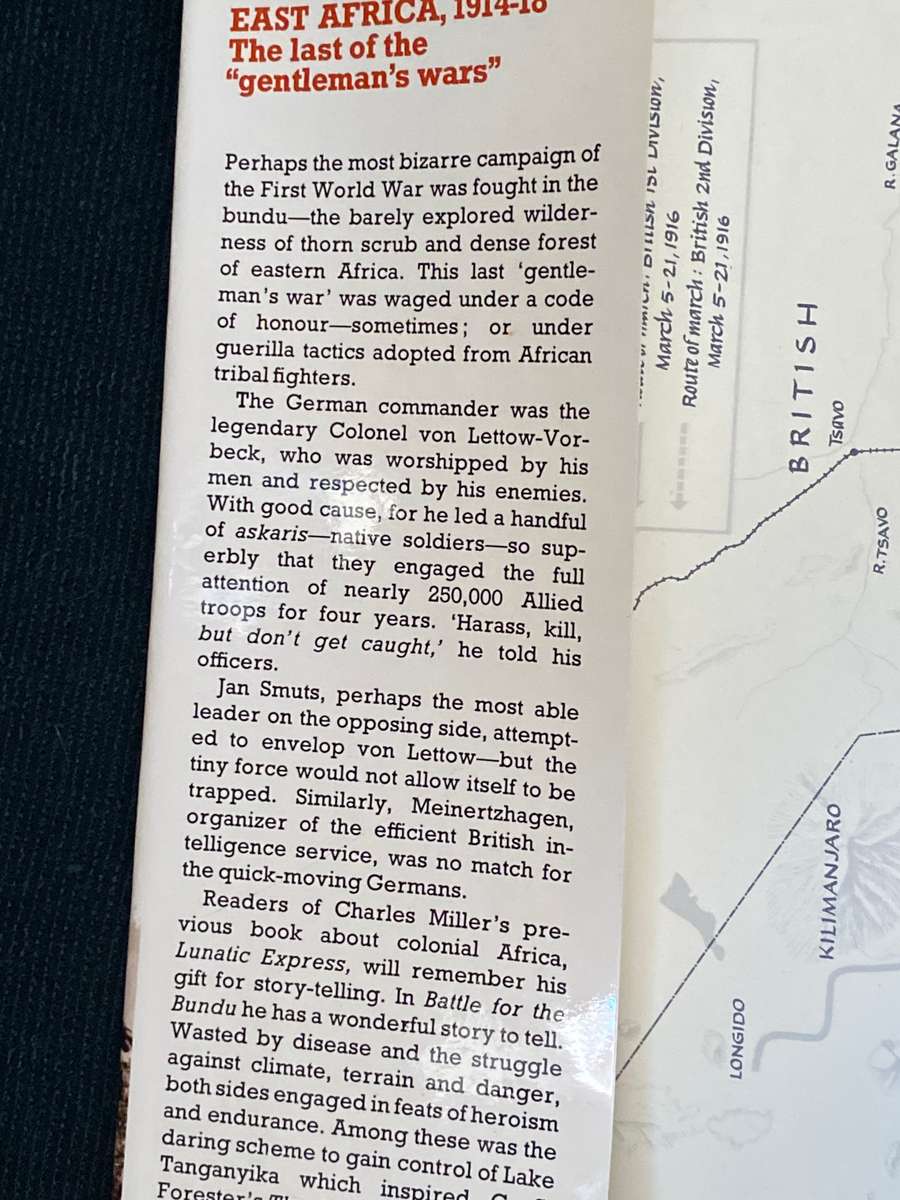 EAST AFRICA, 1914-18
The last of the
“gentleman’s wars”
Perhaps the most bizarre campaign of
the First World War was fought in the
bundu—the barely explored wilder-
ness of thorn scrub and dense forest
of eastern Africa. This last ‘gentle-
man’s war’ was waged under a code
of honour—sometimes; or under
guerilla tactics adopted from African
tribal fighters.
The German commander was the
legendary Colonel von Lettow-Vor-
beck, who was worshipped by his
men and respected by his enemies.
With good cause, for he led a handful
of askaris—native soldiers—so sup-
erbly that they engaged the full
attention of nearly 250,000 Allied
troops for four years. ‘Harass, kill,
but don’t get caught,’ he told his
officers.
Jan Smuts, perhaps the most able
leader on the opposing side, attempt-
ed to envelop von Lettow—but the
tiny force would not allow itself to be
trapped. Similarly, Meinertzhagen,
organizer of the efficient British in-
telligence service, was no match for
the quick-moving Germans.
Readers of Charles Miller’s pre-
vious book about colonial Africa,
Lunatic Express, will remember his
gift for story-telling. In Battle for the
Bundu he has a wonderful story to tell.
Wasted by disease and the struggle
against climate, terrain and danger,
both sides engaged in feats of heroism
and endurance. Among these was the
daring scheme to gain control of Lake
Tanganyika which inspired
Forester’s
British 1st Division,
March 5-21, 1916
Route of march: British 2nd Division,
March 5-21, 1916
BRITISH
TSAVO
R. GALANA
R. TSAVO
KILIMANJARO
LONGIDO